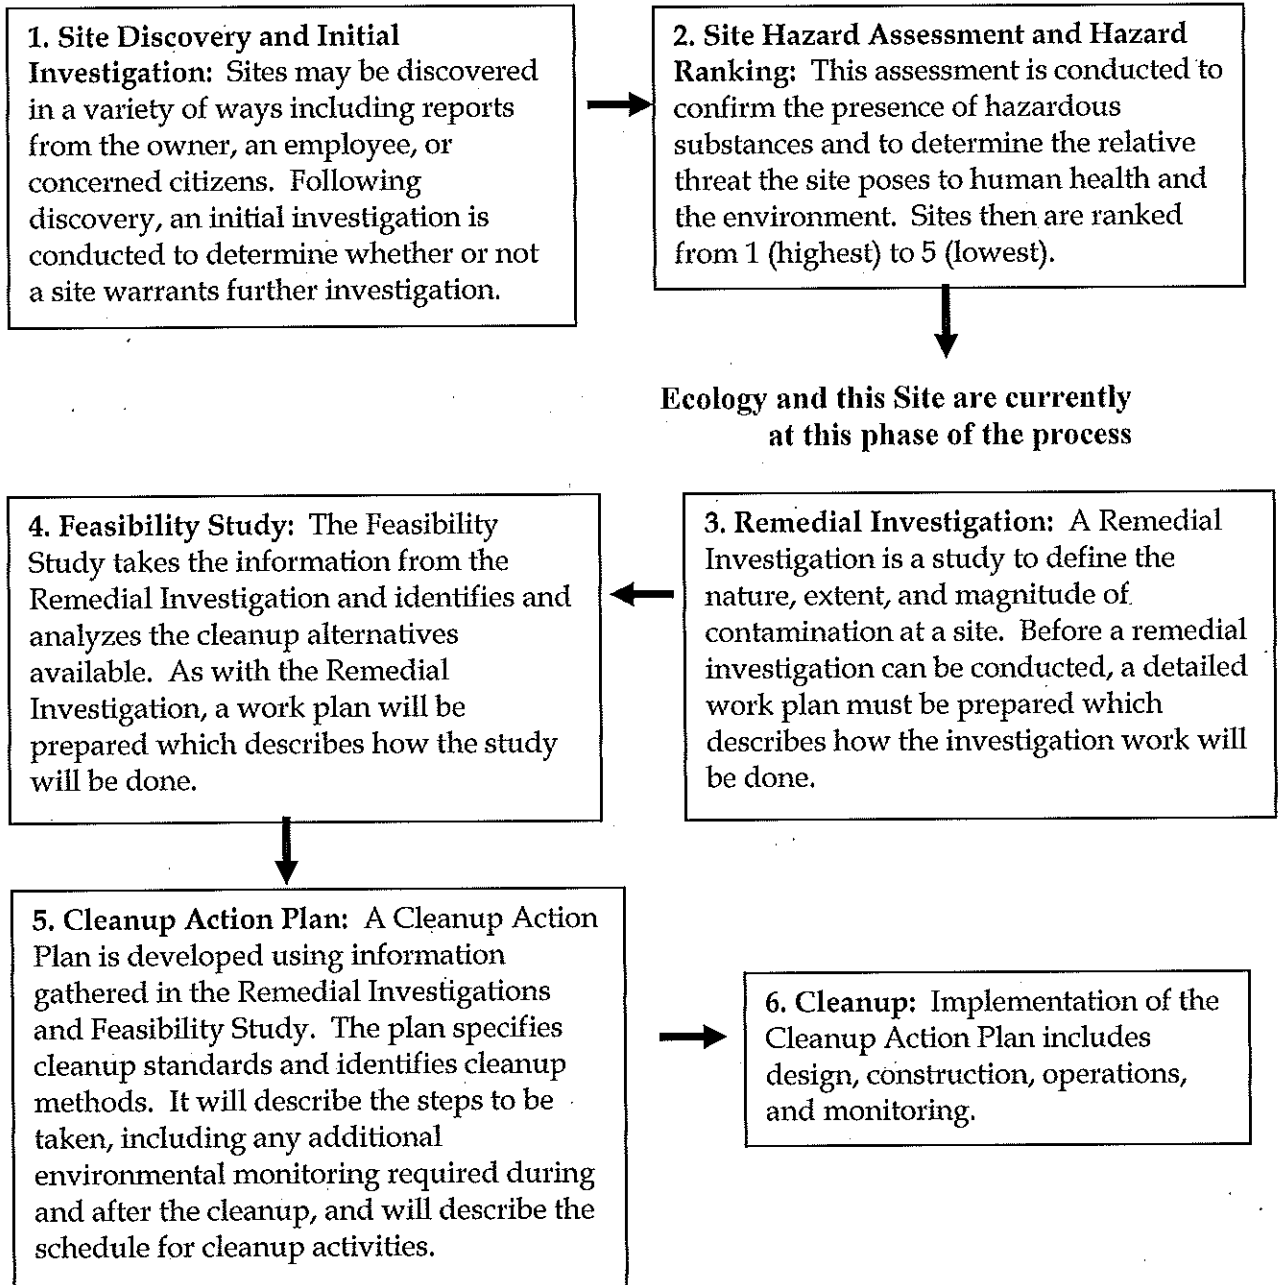 1. Site Discovery and Initial
Investigation: Sites may be discovered
in a variety of ways including reports
from the owner, an employee, or
concerned citizens. Following
discovery, an initial investigation is
conducted to determine whether or not
a site warrants further investigation.
2. Site Hazard Assessment and Hazard
Ranking: This assessment is conducted to
confirm the presence of hazardous
substances and to determine the relative
threat the site poses to human health and
the environment. Sites then are ranked
from 1 (highest) to 5 (lowest).
Ecology and this Site are currently
at this phase of the process
3. Remedial Investigation: A Remedial
Investigation is a study to define the
nature, extent, and magnitude of
contamination at a site. Before a remedial
investigation can be conducted, a detailed
work plan must be prepared which
describes how the investigation work will
be done.
4. Feasibility Study: The Feasibility
Study takes the information from the
Remedial Investigation and identifies and
analyzes the cleanup alternatives
available. As with the Remedial
Investigation, a work plan will be
prepared which describes how the study
will be done.
5. Cleanup Action Plan: A Cleanup Action
Plan is developed using information
gathered in the Remedial Investigations
and Feasibility Study. The plan specifies
cleanup standards and identifies cleanup
methods. It will describe the steps to be
taken, including any additional
environmental monitoring required during
and after the cleanup, and will describe the
schedule for cleanup activities.
6. Cleanup: Implementation of the
Cleanup Action Plan includes
design, construction, operations,
and monitoring.